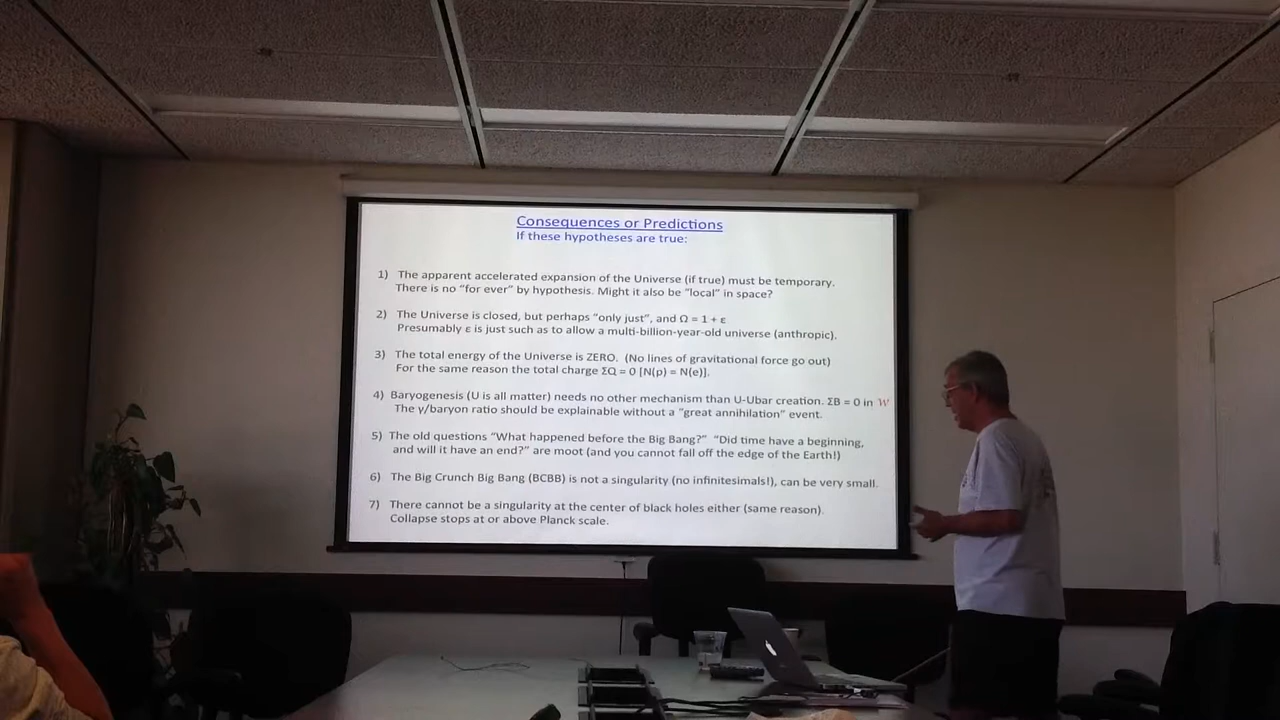 Consequences or Predictions
If these hypotheses are true:
1) The apparent accelerated expansion of the Universe (if true) must be temporary.
There is no “for ever” by hypothesis. Might it also be “local” in space?
2) The Universe is closed, but perhaps “only just”, and Ω = 1 + ε
Presumably ε is just such as to allow a multi-billion-year-old universe (anthropic).
3) The total energy of the Universe is ZERO. (No lines of gravitational force go out)
For the same reason the total charge ΣQ = 0 [N(p) = N(e)].
4) Baryogenesis (U is all matter) needs no other mechanism than U-Ubar creation. ΣB = 0 in W
The γ/baryon ratio should be explainable without a “great annihilation” event.
5) The old questions “What happened before the Big Bang?” “Did time have a beginning,
and will it have an end?” are moot (and you cannot fall off the edge of the Earth!)
6) The Big Crunch Big Bang (BCBB) is not a singularity (no infinitesimals!), can be very small.
7) There cannot be a singularity at the center of black holes either (same reason).
Collapse stops at or above Planck scale.